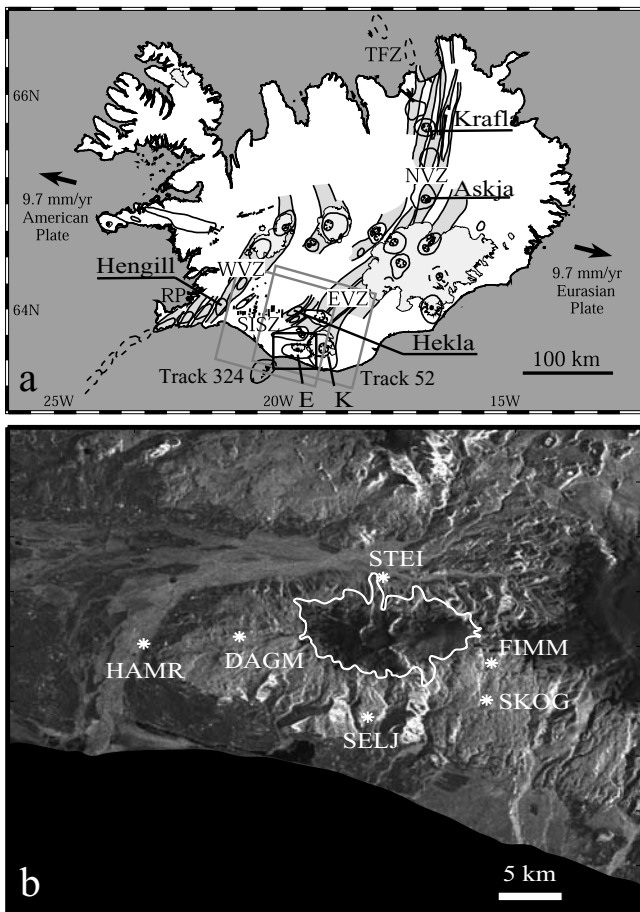 TFZ
66N
Krafla
NVZ
Askja
9.7 mm/yr
American
Plate
Hengill
WVZ
RP
EVZ
SISZ
9.7 mm/yr
Eurasian
Plate
64N
Hekla
100 km
Track 324
Track 52
E
K
a
25W
20W
15W
STEI
HAMR
DAGM
FIMM
SKOG
SELJ
5 km
b